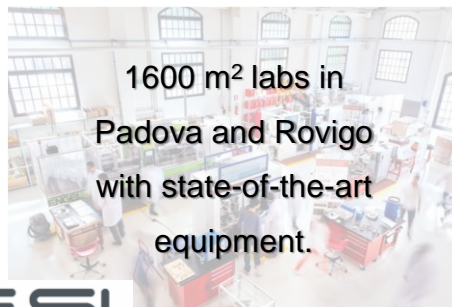 1600 m² labs in
Padova and Rovigo
with state-of-the-art
equipment.